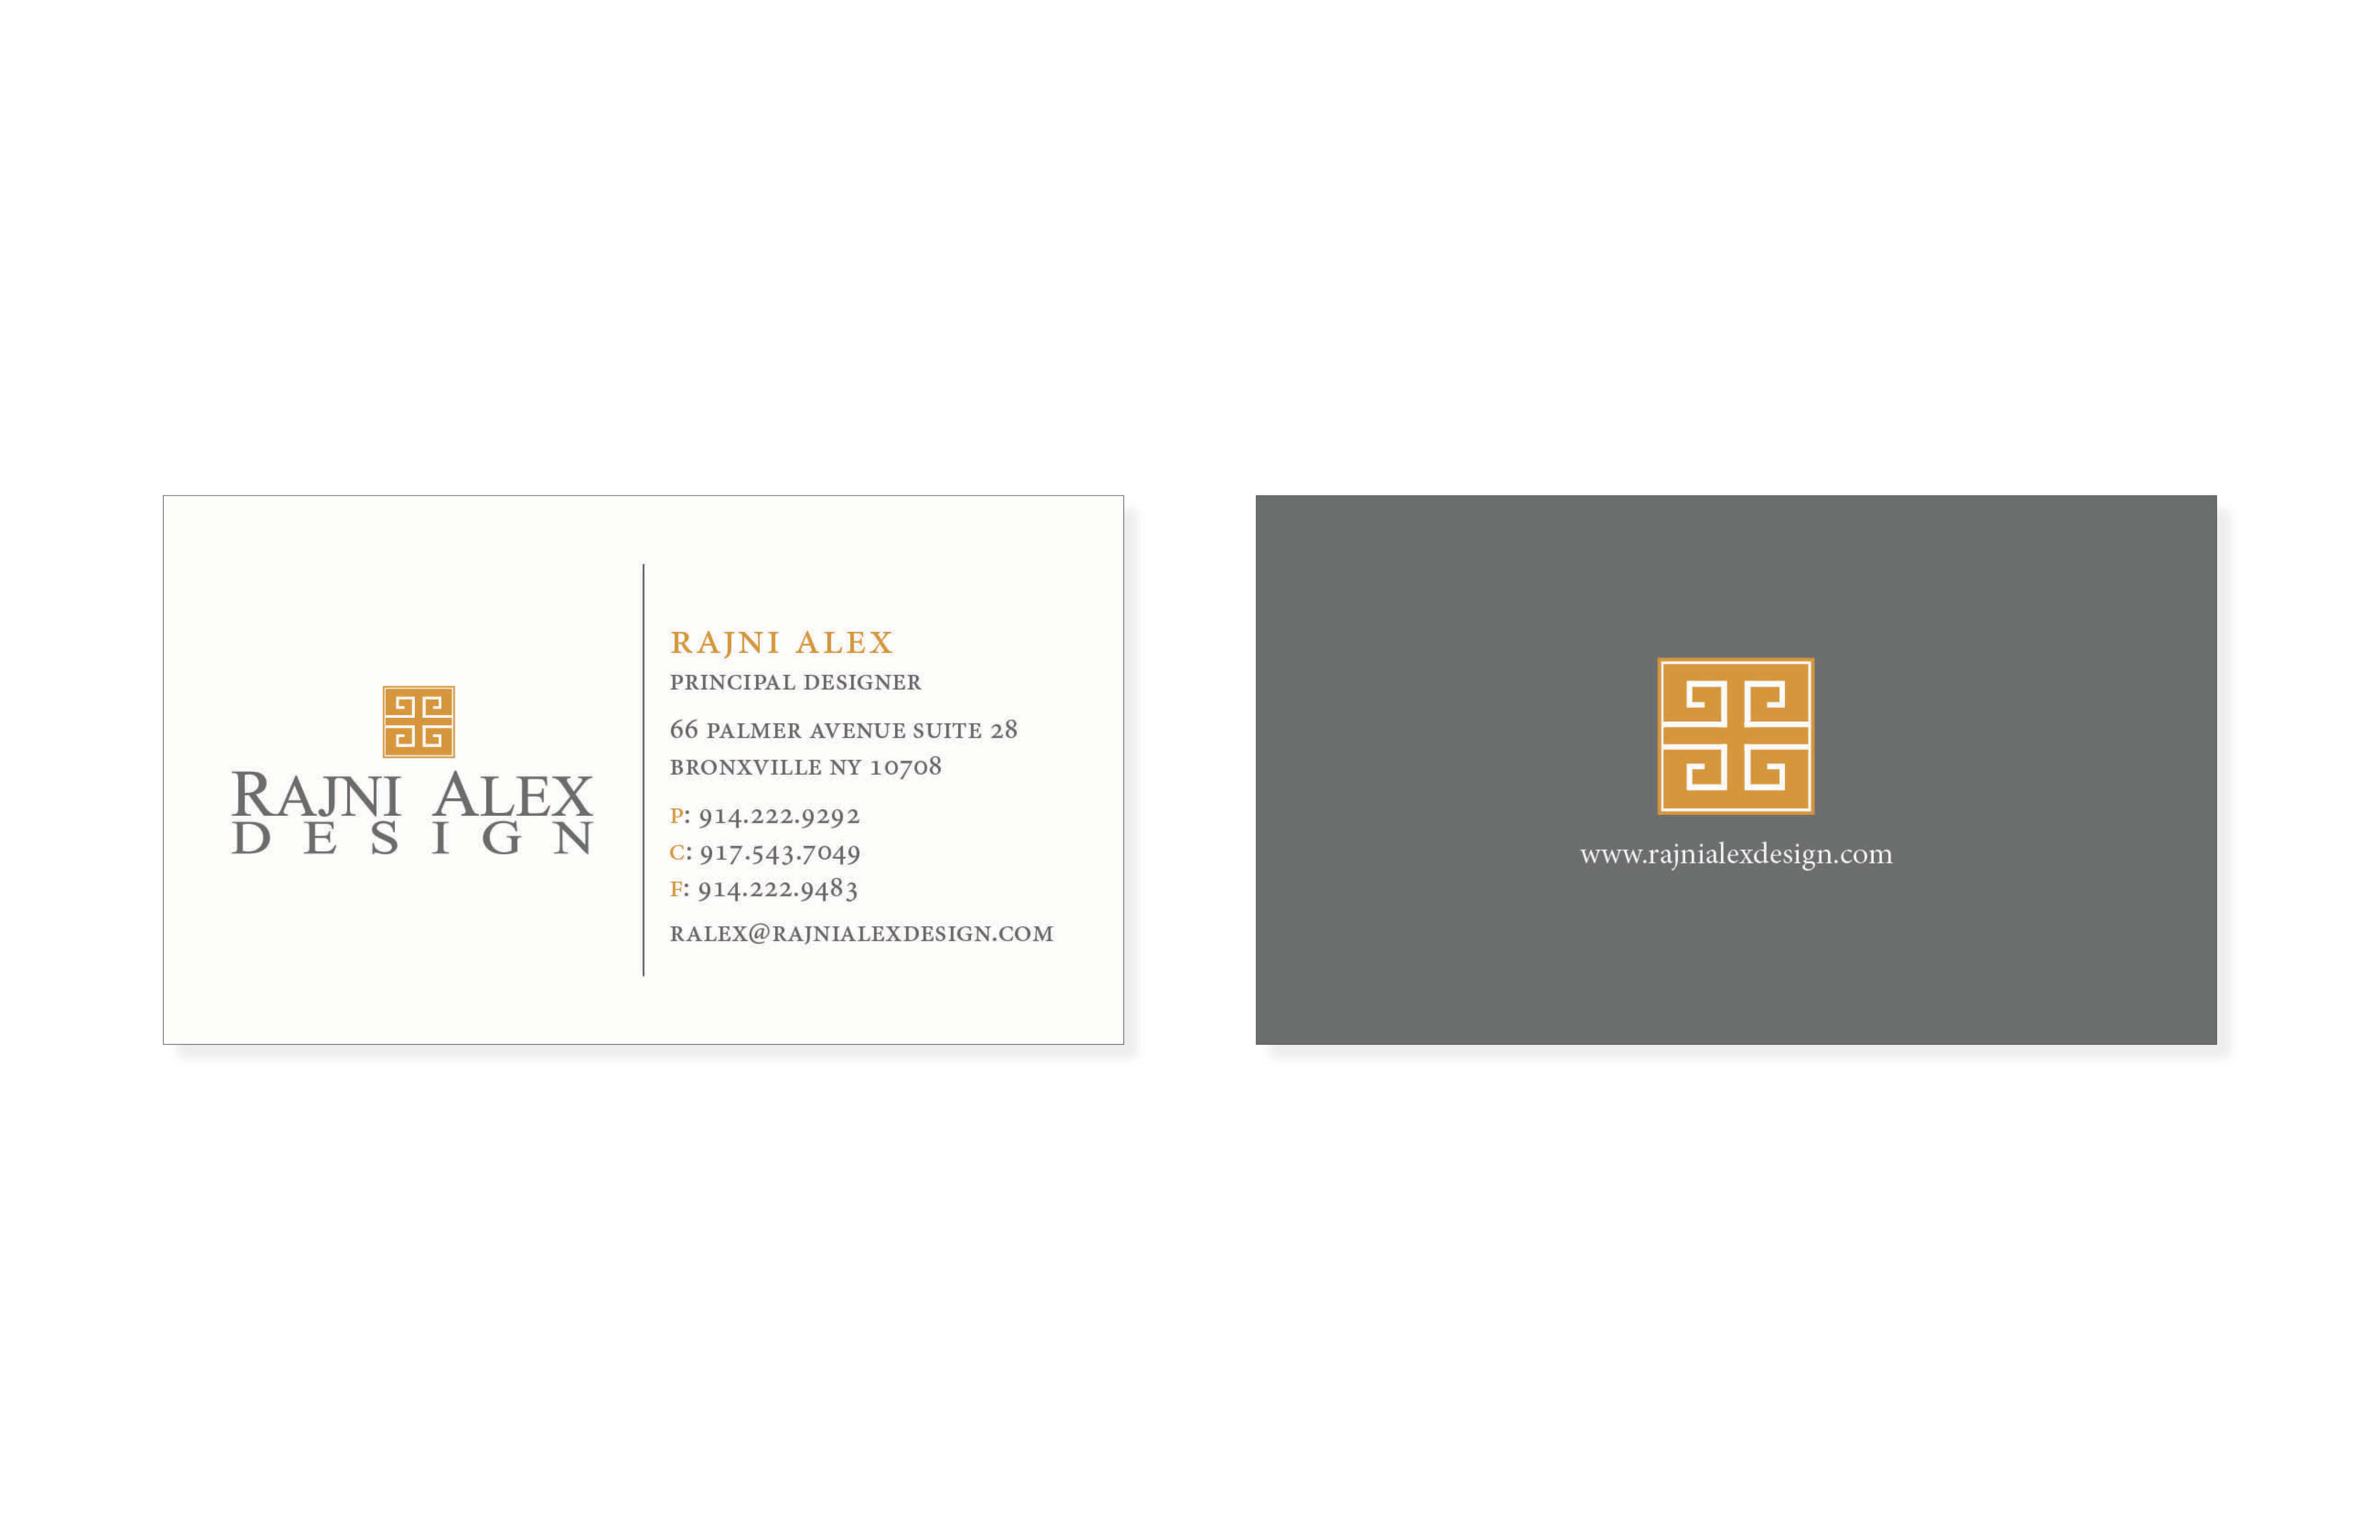 RAJNI ALEX
DESIGN
RAJNI ALEX
PRINCIPAL DESIGNER
66 PALMER AVENUE SUITE 28
BRONXVILLE NY 10708
P: 914.222.9292
C: 917.543.7049
F: 914.222.9483
RALEX@RAJNIALEXDESIGN.COM
www.rajnialexdesign.com